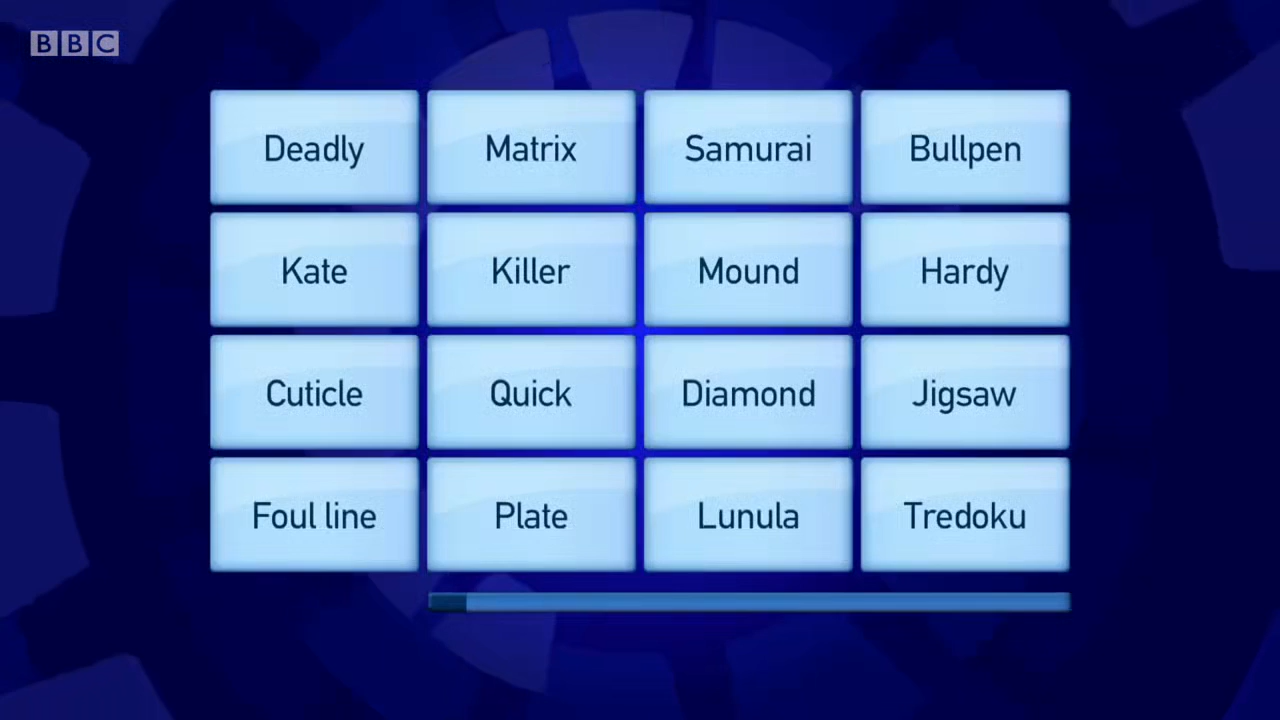 BBC
Deadly Matrix Samurai Bullpen
Kate Killer Mound Hardy
Cuticle Quick Diamond Jigsaw
Foul line Plate Lunula Tredoku